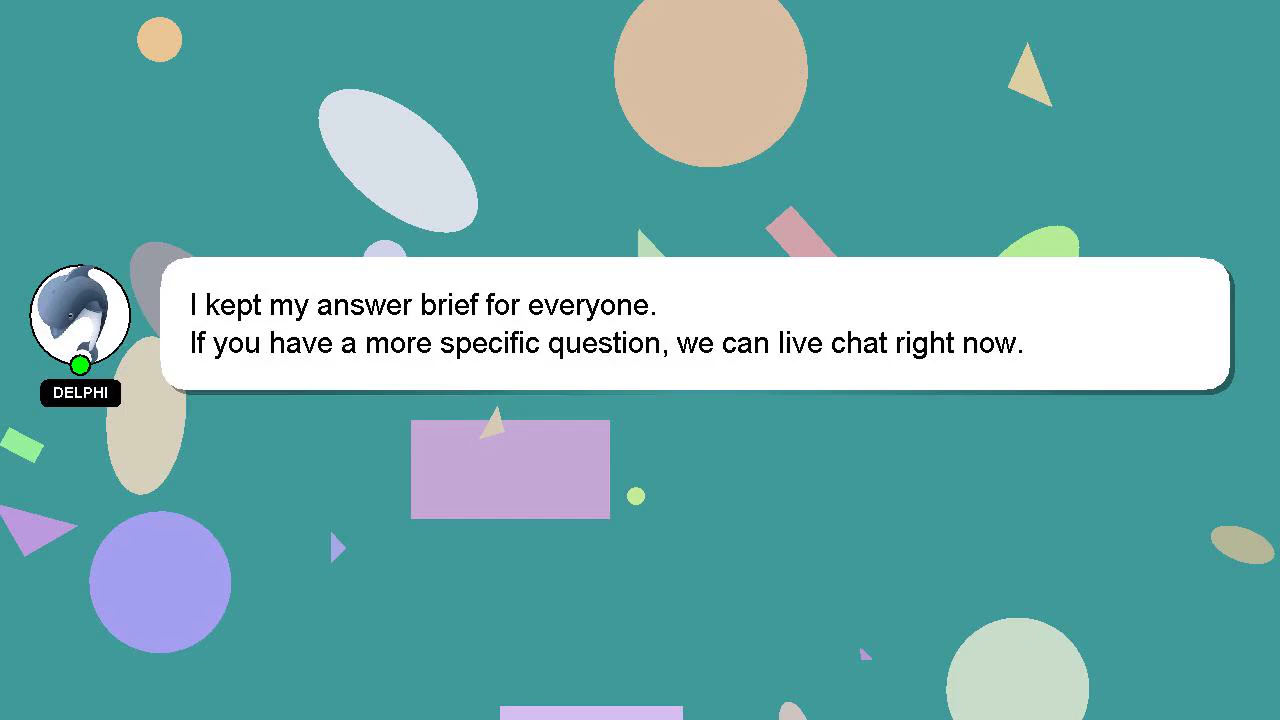 I kept my answer brief for everyone.
If you have a more specific question, we can live chat right now.
DELPHI